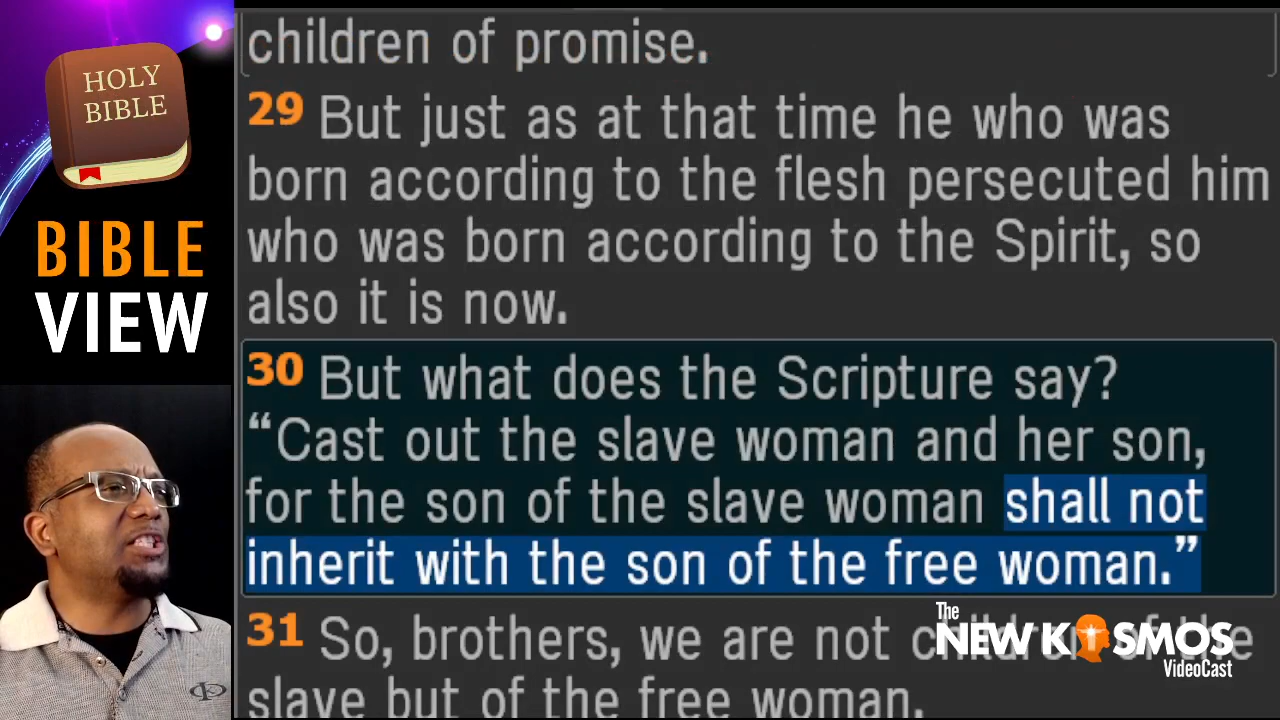 HOLY
BIBLE
BIBLE
VIEW
children of promise.
29 But just as at that time he who was
born according to the flesh persecuted him
who was born according to the Spirit, so
also it is now.
30 But what does the Scripture say?
“Cast out the slave woman and her son,
for the son of the slave woman shall not
inherit with the son of the free woman.”
31 So, brothers, we are not children of the
slave but of the free woman.
The
NEW KOSMOS
VideoCast